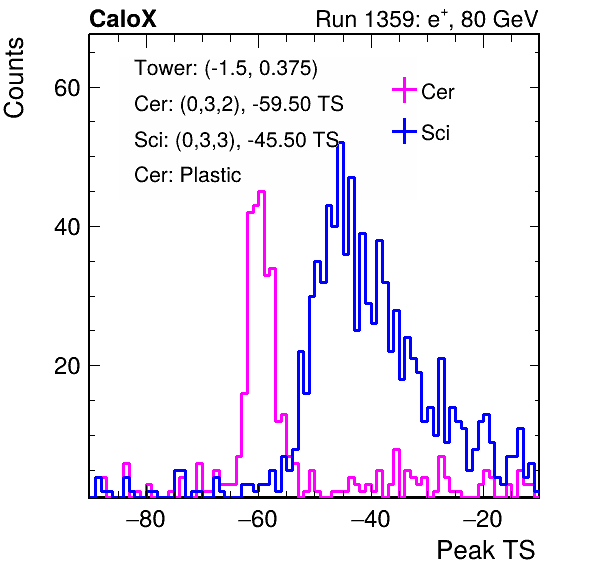 CaloX Run 1359: e⁺, 80 GeV
Counts
Tower: (-1.5, 0.375)
Cer: (0,3,2), -59.50 TS
Sci: (0,3,3), -45.50 TS
Cer: Plastic
Cer
Sci
60
40
20
−80 −60 −40 −20
Peak TS